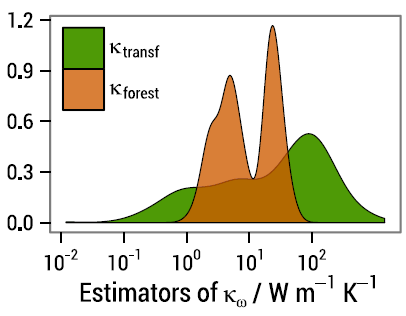 1.2
0.9
0.6
0.3
0.0
κtransf
κforest
10⁻² 10⁻¹ 10⁰ 10¹ 10²
Estimators of κω / W m⁻¹ K⁻¹